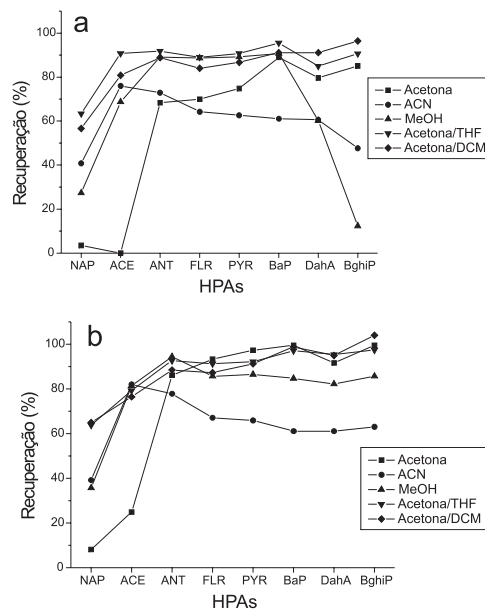 a
100
80
60
40
20
0
Recuperação (%)
NAP ACE ANT FLR PYR BaP DahA BghiP
HPAs
Acetona
ACN
MeOH
Acetona/THF
Acetona/DCM
b
100
80
60
40
20
0
Recuperação (%)
NAP ACE ANT FLR PYR BaP DahA BghiP
HPAs
Acetona
ACN
MeOH
Acetona/THF
Acetona/DCM